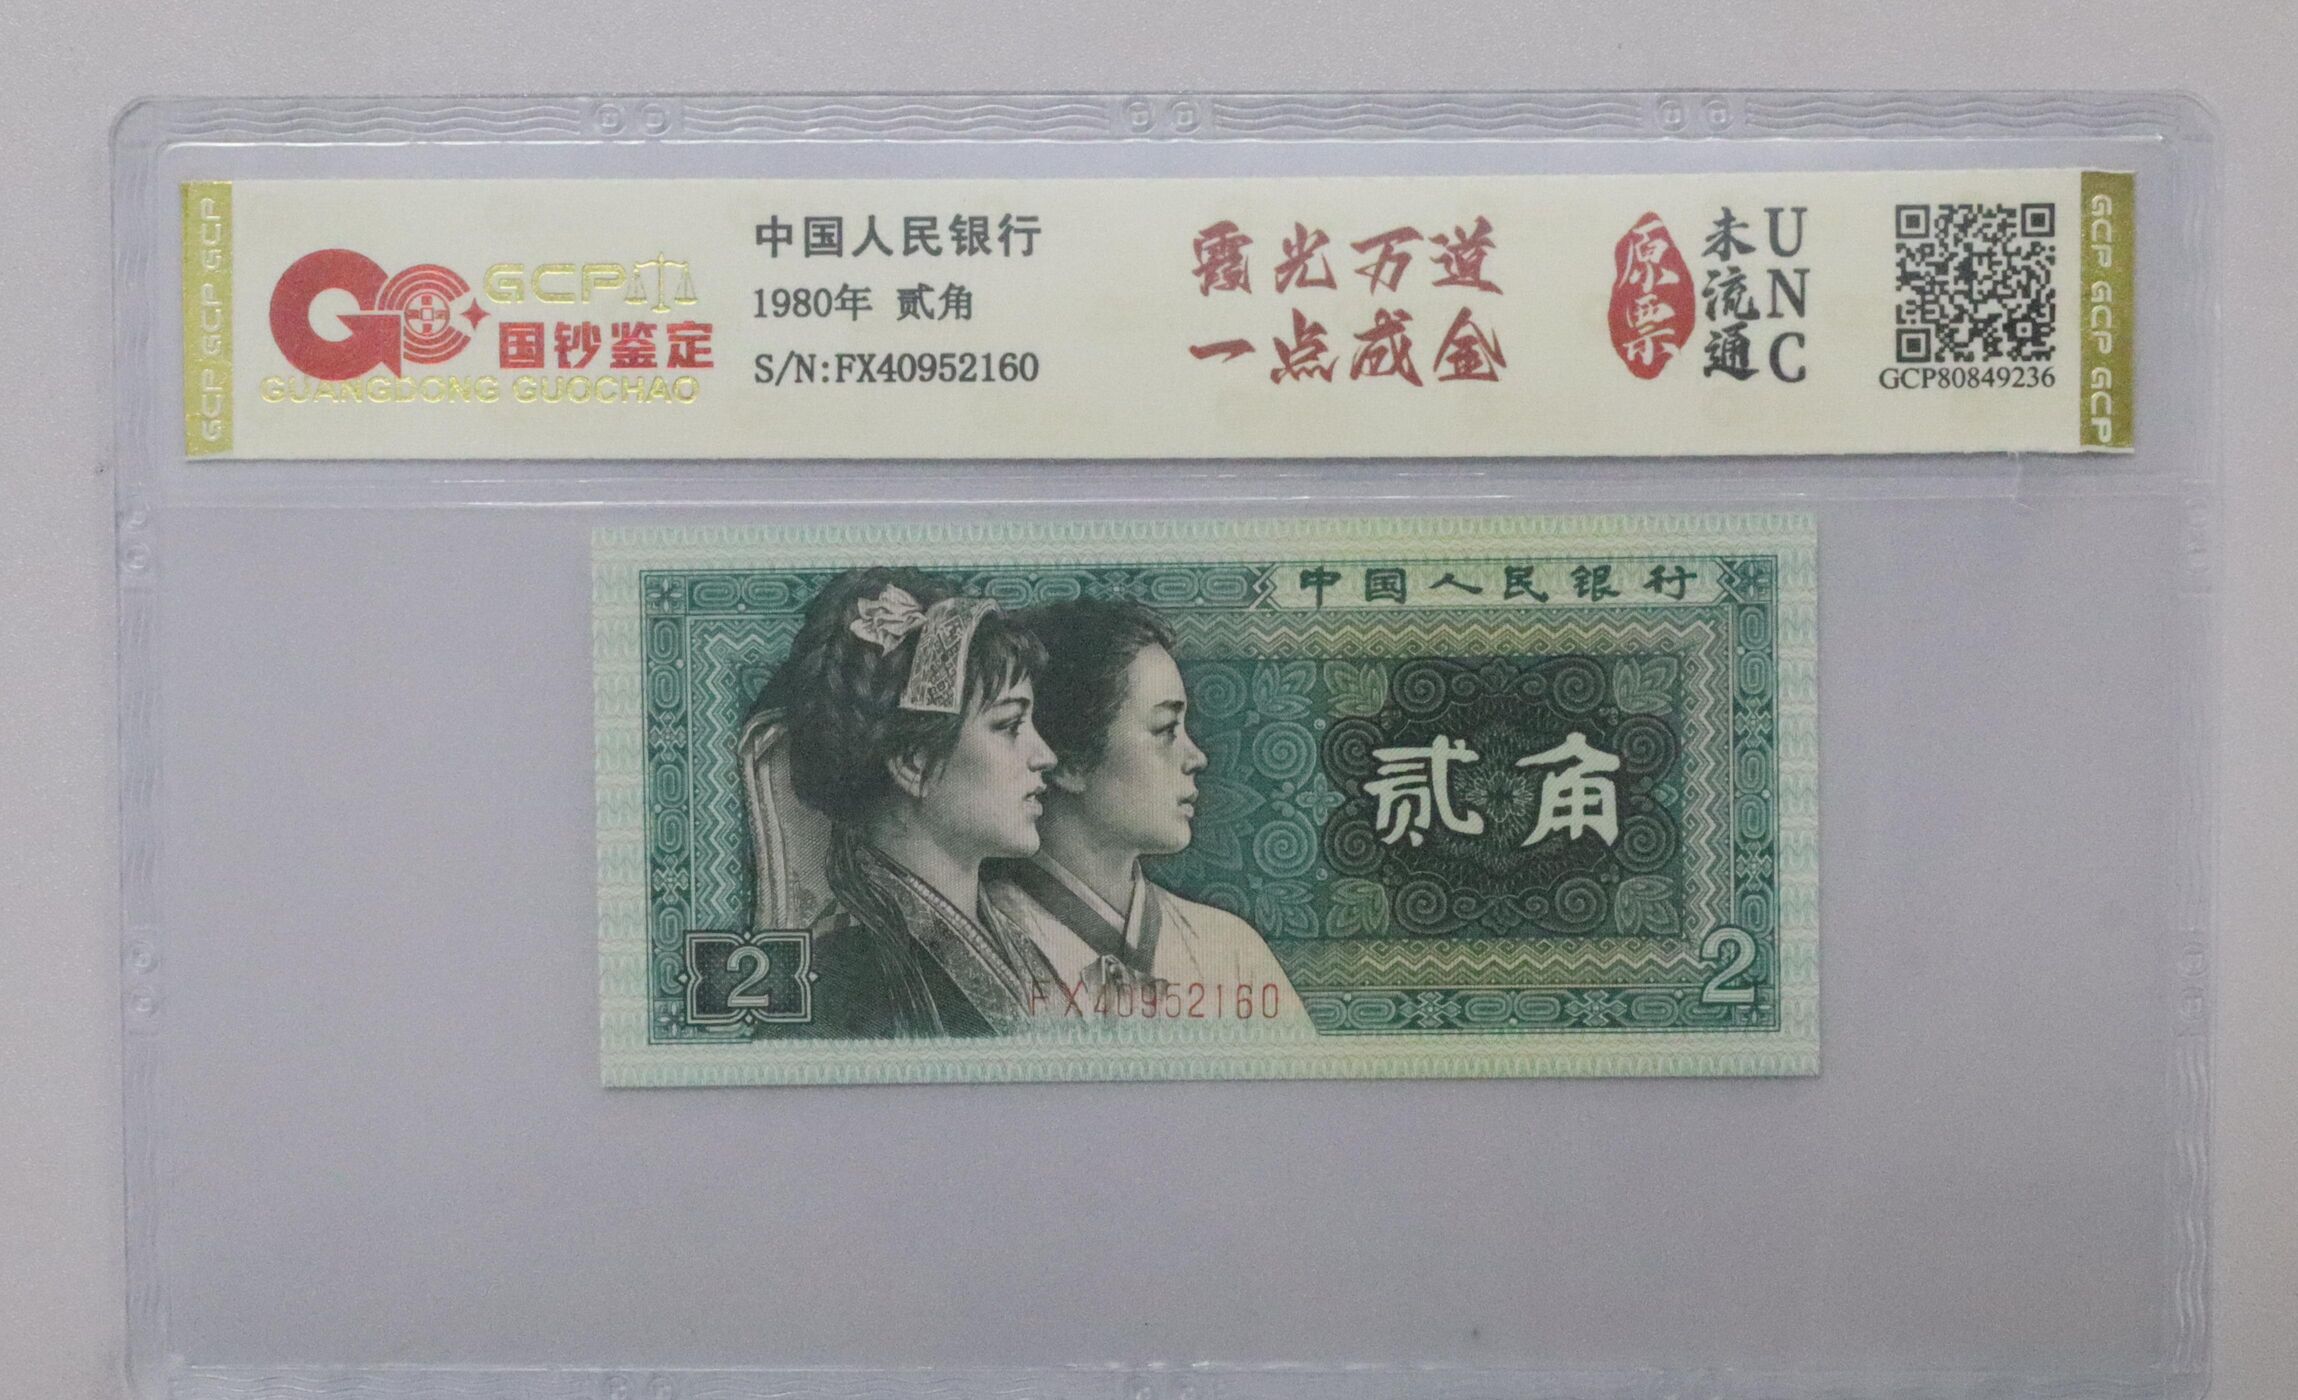 GCP GCP GCP
GCP
国钞鉴定
GUANGDONG GUOCHAO
中国人民银行
1980年 贰角
S/N:FX40952160
霞光万道
一点成金
原票
未流通
UNC
GCP80849236
GCP GCP GCP
中国人民银行
贰角
2
2
FX40952160